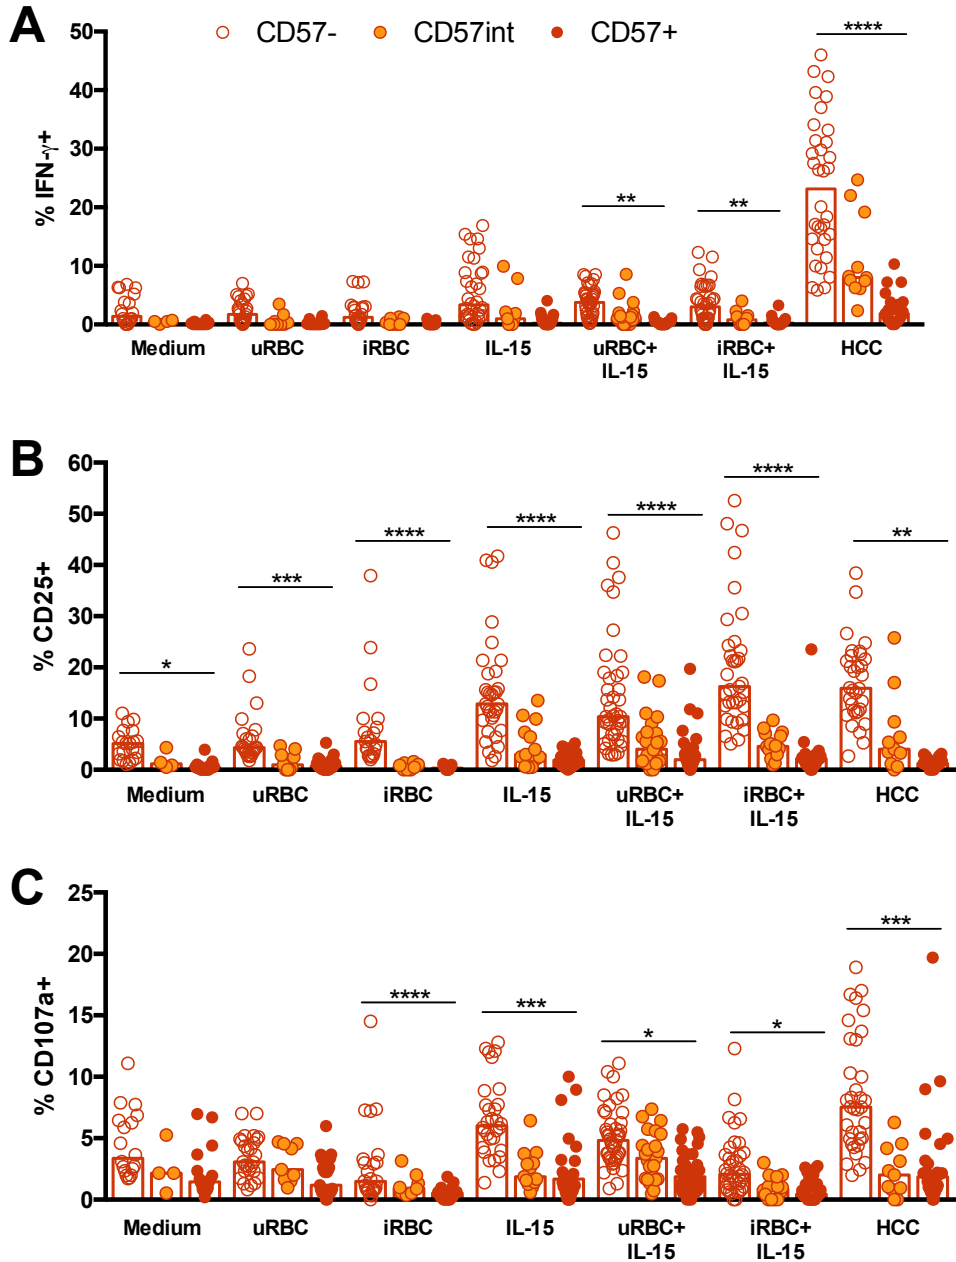 A
CD57- CD57int CD57+
% IFN-γ+
50
40
30
20
10
0
****
**
**
Medium uRBC iRBC IL-15 uRBC+ iRBC+ HCC
IL-15 IL-15
B
% CD25+
60
50
40
30
20
10
0
*
***
****
****
****
****
**
Medium uRBC iRBC IL-15 uRBC+ iRBC+ HCC
IL-15 IL-15
C
% CD107a+
25
20
15
10
5
0
****
***
*
*
***
Medium uRBC iRBC IL-15 uRBC+ iRBC+ HCC
IL-15 IL-15